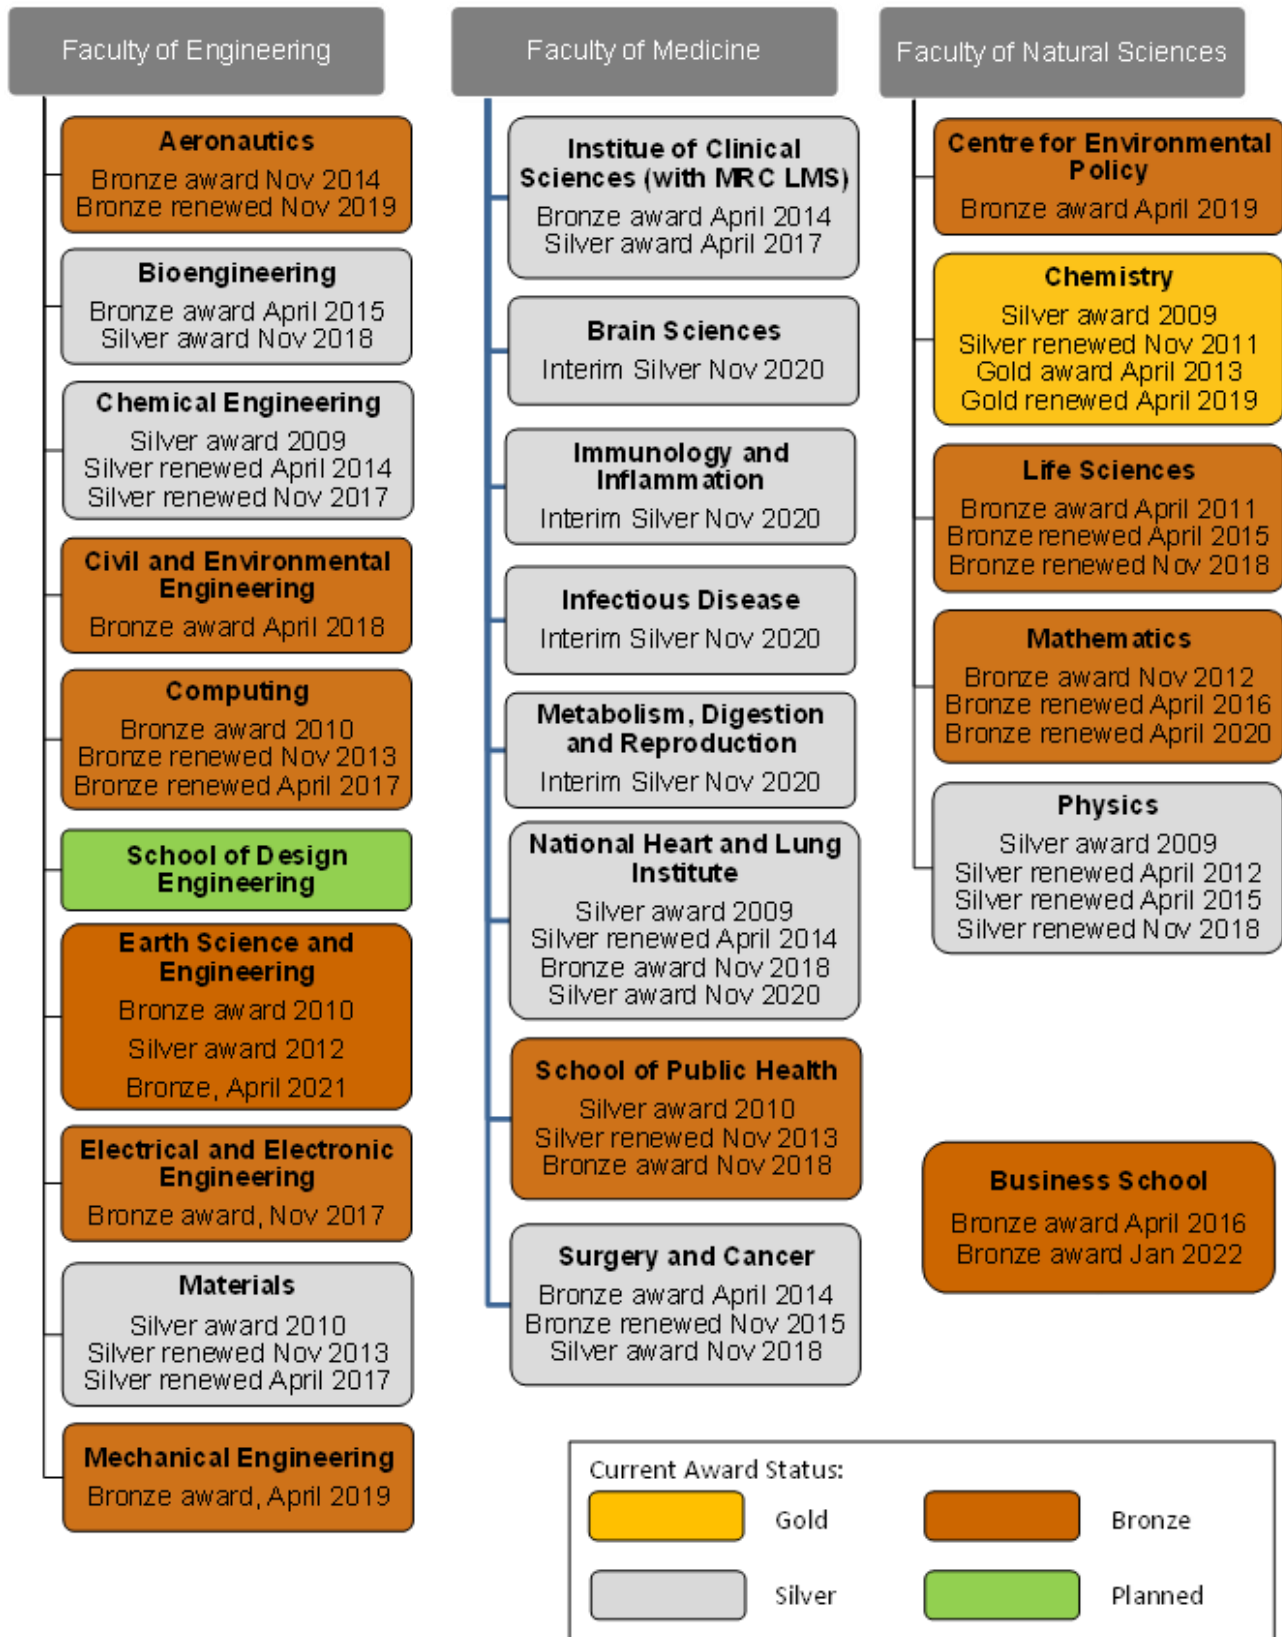 Faculty of Engineering
Aeronautics
Bronze award Nov 2014
Bronze renewed Nov 2019
Bioengineering
Bronze award April 2015
Silver award Nov 2018
Chemical Engineering
Silver award 2009
Silver renewed April 2014
Silver renewed Nov 2017
Civil and Environmental
Engineering
Bronze award April 2018
Computing
Bronze award 2010
Bronze renewed Nov 2013
Bronze renewed April 2017
School of Design
Engineering
Earth Science and
Engineering
Bronze award 2010
Silver award 2012
Bronze, April 2021
Electrical and Electronic
Engineering
Bronze award, Nov 2017
Materials
Silver award 2010
Silver renewed Nov 2013
Silver renewed April 2017
Mechanical Engineering
Bronze award, April 2019
Faculty of Medicine
Institue of Clinical
Sciences (with MRC LMS)
Bronze award April 2014
Silver award April 2017
Brain Sciences
Interim Silver Nov 2020
Immunology and
Inflammation
Interim Silver Nov 2020
Infectious Disease
Interim Silver Nov 2020
Metabolism, Digestion
and Reproduction
Interim Silver Nov 2020
National Heart and Lung
Institute
Silver award 2009
Silver renewed April 2014
Bronze award Nov 2018
Silver award Nov 2020
School of Public Health
Silver award 2010
Silver renewed Nov 2013
Bronze award Nov 2018
Surgery and Cancer
Bronze award April 2014
Bronze renewed Nov 2015
Silver award Nov 2018
Faculty of Natural Sciences
Centre for Environmental
Policy
Bronze award April 2019
Chemistry
Silver award 2009
Silver renewed Nov 2011
Gold award April 2013
Gold renewed April 2019
Life Sciences
Bronze award April 2011
Bronze renewed April 2015
Bronze renewed Nov 2018
Mathematics
Bronze award Nov 2012
Bronze renewed April 2016
Bronze renewed April 2020
Physics
Silver award 2009
Silver renewed April 2012
Silver renewed April 2015
Silver renewed Nov 2018
Business School
Bronze award April 2016
Bronze award Jan 2022
Current Award Status:
Gold
Bronze
Silver
Planned